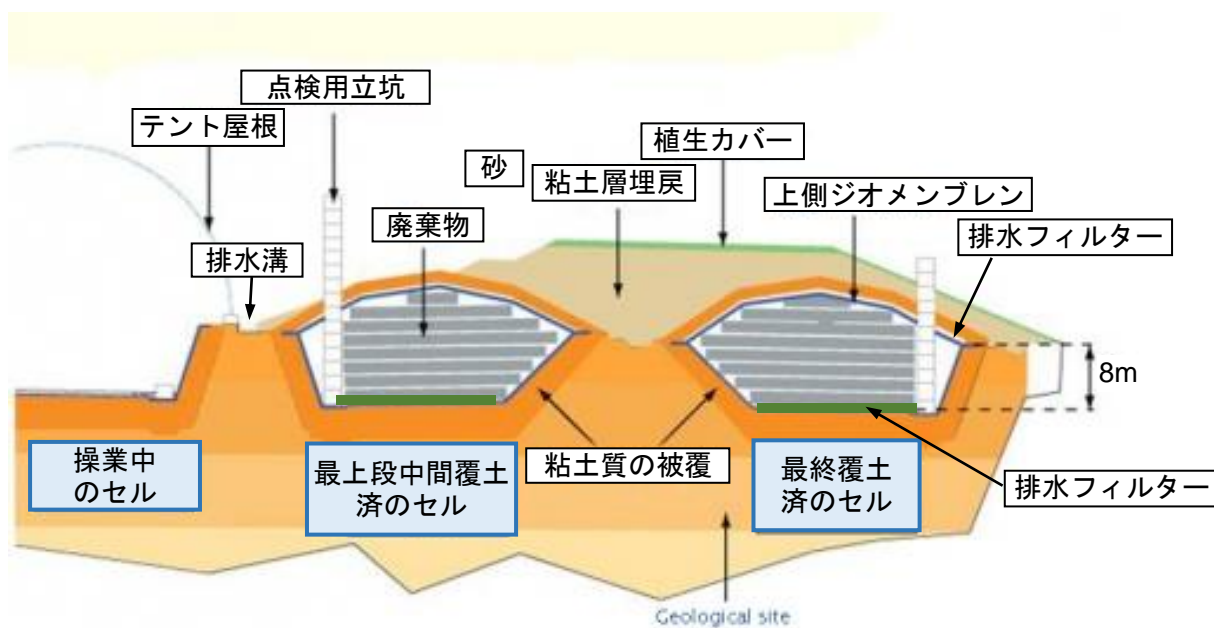 点検用立坑
テント屋根
植生カバー
砂
粘土層埋戻
上側ジオメンブレン
廃棄物
排水フィルター
排水溝
8m
操業中
のセル
最上段中間覆土
済のセル
粘土質の被覆
最終覆土
済のセル
排水フィルター
Geological site